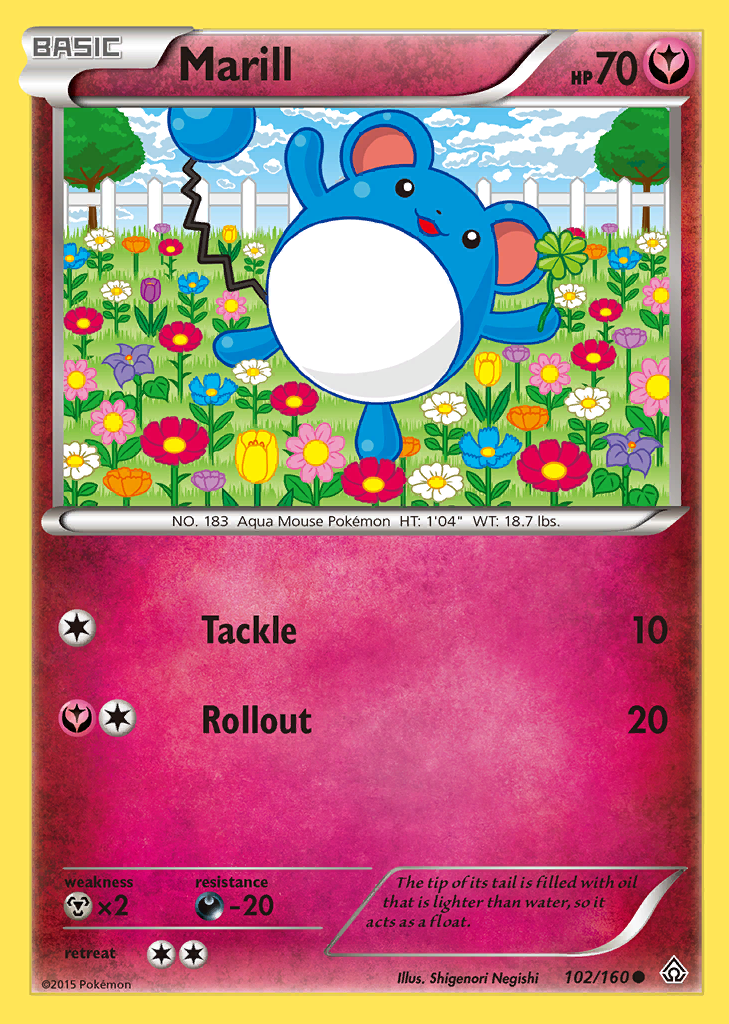 BASIC
Marill
HP70
NO. 183 Aqua Mouse Pokémon HT: 1'04" WT: 18.7 lbs.
Tackle 10
Rollout 20
weakness resistance
×2 -20
The tip of its tail is filled with oil
that is lighter than water, so it
acts as a float.
retreat
©2015 Pokémon
Illus. Shigenori Negishi 102/160